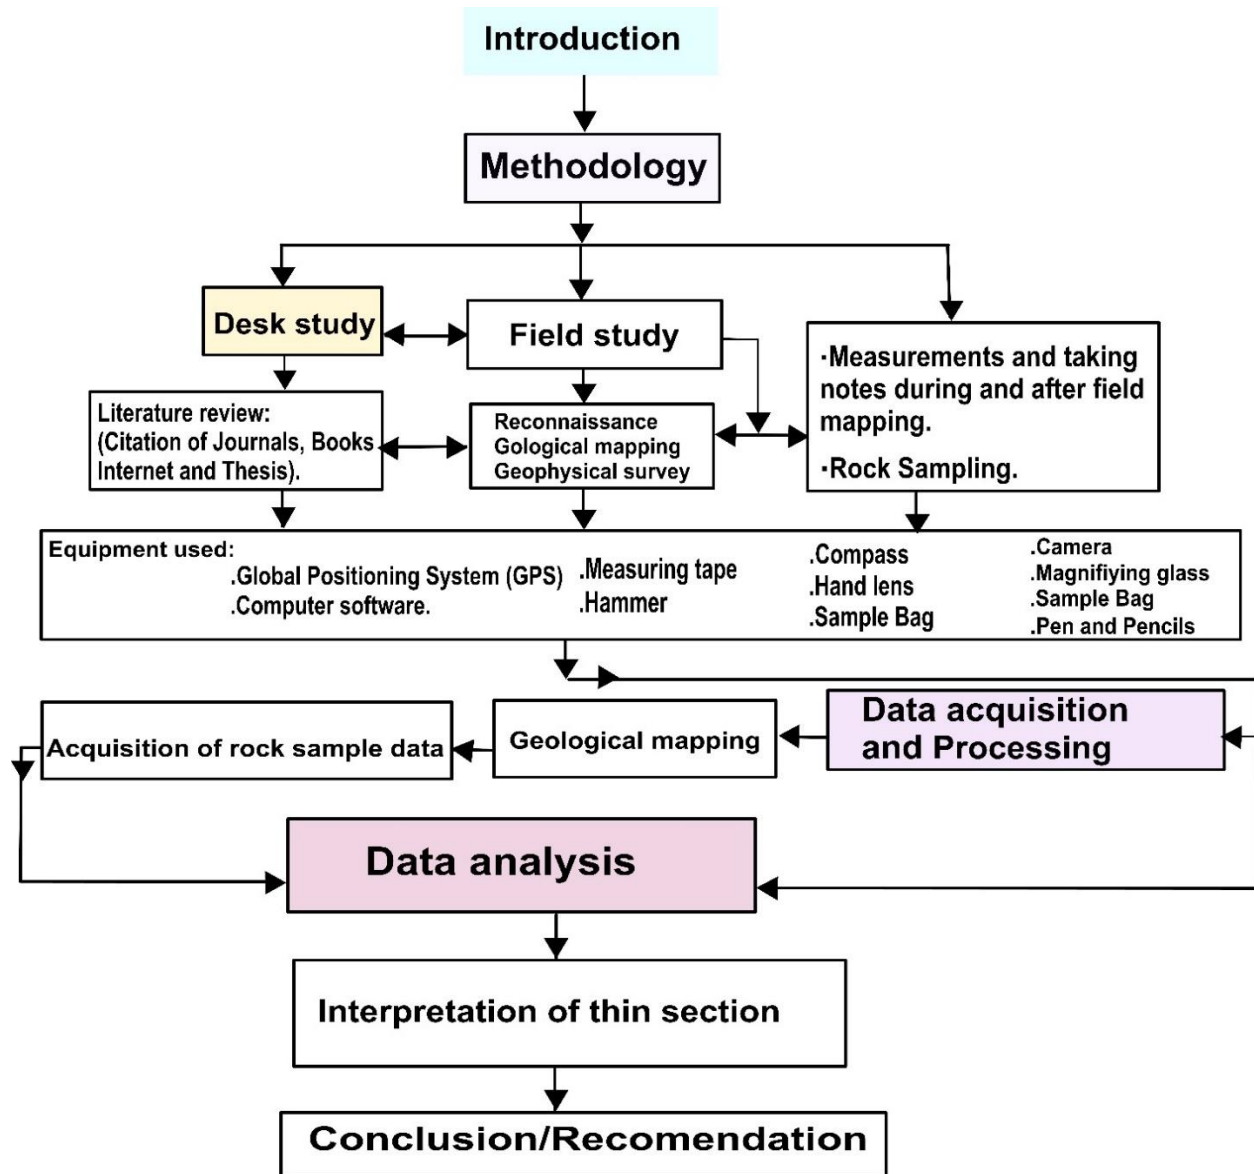 Introduction
Methodology
Desk study
Field study
·Measurements and taking
notes during and after field
mapping.
·Rock Sampling.
Literature review:
(Citation of Journals, Books
Internet and Thesis).
Reconnaissance
Gological mapping
Geophysical survey
Equipment used:
.Global Positioning System (GPS)
.Computer software.
.Measuring tape
.Hammer
.Compass
.Hand lens
.Sample Bag
.Camera
.Magnifiying glass
.Sample Bag
.Pen and Pencils
Data acquisition
and Processing
Geological mapping
Acquisition of rock sample data
Data analysis
Interpretation of thin section
Conclusion/Recomendation